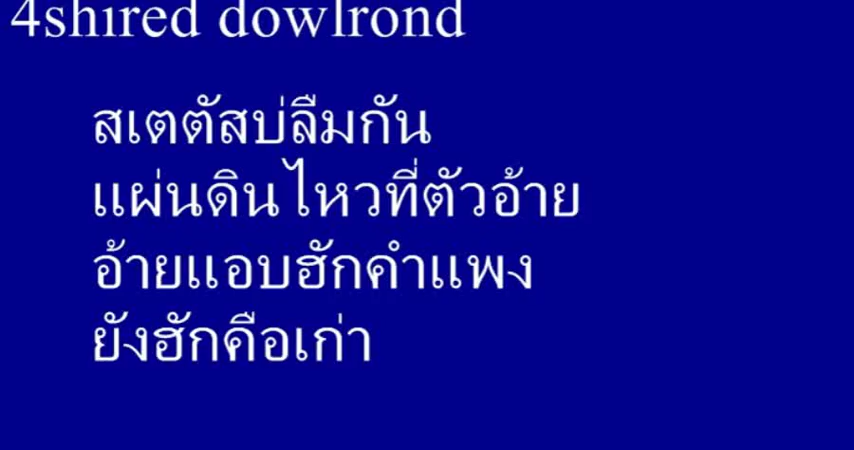 4shired dowlrond
สเตตัสบ่ลืมกัน
แผ่นดินไหวที่ตัวอ้าย
อ้ายแอบฮักคำแพง
ยังฮักคือเก่า